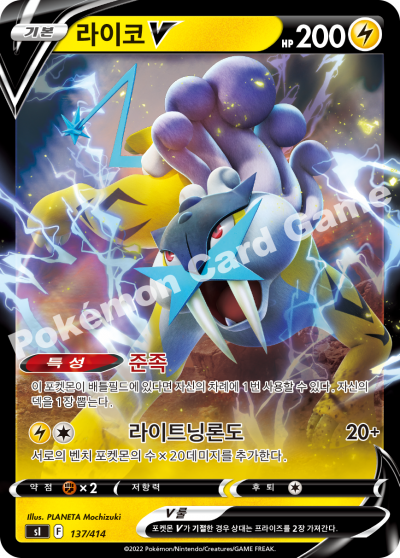 기본 라이코 V HP 200
Pokémon Card Game
특성 준족
이 포켓몬이 배틀필드에 있다면 자신의 차례에 1번 사용할 수 있다. 자신의
덱을 1장 뽑는다.
라이트닝론도 20+
서로의 벤치 포켓몬의 수 × 20데미지를 추가한다.
약점 ×2 저항력 후퇴
Illus. PLANETA Mochizuki
V 룰
포켓몬 V가 기절한 경우 상대는 프라이즈를 2장 가져간다.
sI F 137/414
©2022 Pokémon/Nintendo/Creatures/GAME FREAK.